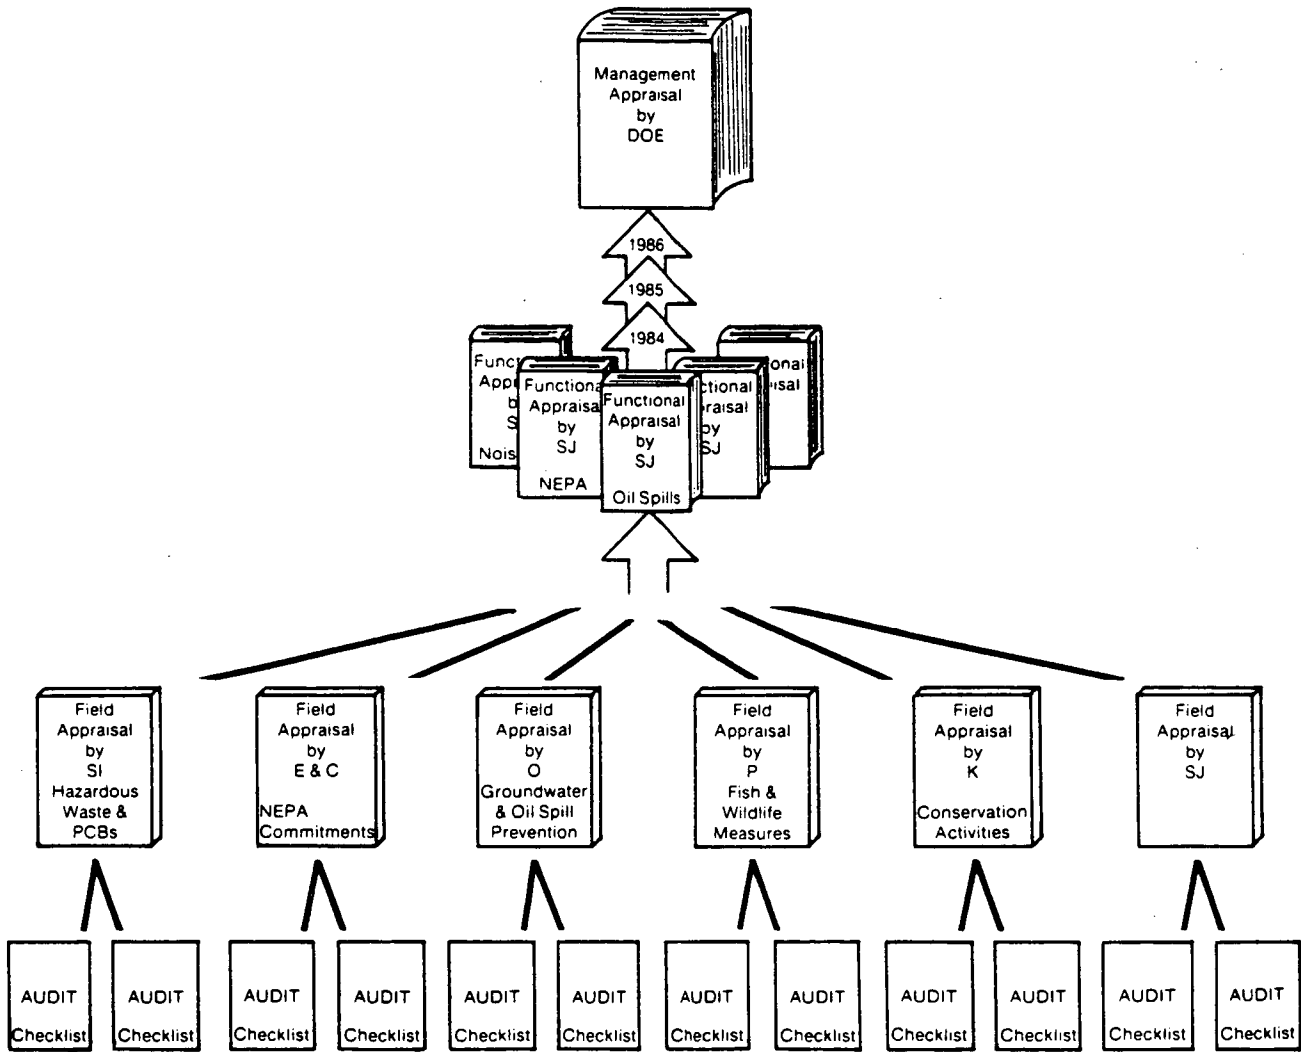 Management
Appraisal
by
DOE
1986
1985
1984
Functional
Appraisal
by
SJ
NEPA
Functional
Appraisal
by
SJ
Oil Spills
by
SJ
Field
Appraisal
by
SI
Hazardous
Waste &
PCBs
Field
Appraisal
by
E & C
NEPA
Commitments
Field
Appraisal
by
O
Groundwater
& Oil Spill
Prevention
Field
Appraisal
by
P
Fish &
Wildlife
Measures
Field
Appraisal
by
K
Conservation
Activities
Field
Appraisal
by
SJ
AUDIT
Checklist
AUDIT
Checklist
AUDIT
Checklist
AUDIT
Checklist
AUDIT
Checklist
AUDIT
Checklist
AUDIT
Checklist
AUDIT
Checklist
AUDIT
Checklist
AUDIT
Checklist
AUDIT
Checklist
AUDIT
Checklist